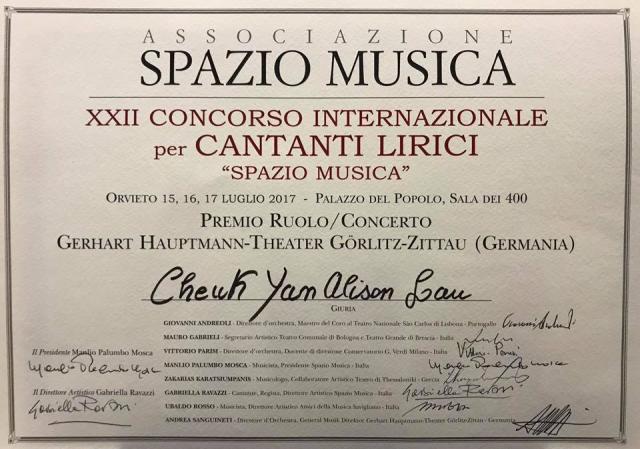 ASSOCIAZIONE
SPAZIO MUSICA
XXII CONCORSO INTERNAZIONALE
per CANTANTI LIRICI
"SPAZIO MUSICA"
ORVIETO 15, 16, 17 LUGLIO 2017 - PALAZZO DEL POPOLO, SALA DEI 400
PREMIO RUOLO/CONCERTO
GERHART HAUPTMANN-THEATER GÖRLITZ-ZITTAU (GERMANIA)
Cheuk Yan Alison Lau
GIURIA
GIOVANNI ANDREOLI - Direttore d'orchestra, Maestro del Coro al Teatro Nazionale São Carlos di Lisbona - Portogallo
MAURO GABRIELI - Segretario Artistico Teatro Comunale di Bologna e Teatro Grande di Brescia - Italia
Il Presidente Manlio Palumbo Mosca
VITTORIO PARISI - Direttore d'orchestra, Docente di direzione Conservatorio G. Verdi Milano - Italia
MANLIO PALUMBO MOSCA - Musicista, Presidente Spazio Musica - Italia
ZAKARIAS KARATSIUMPANIS - Musicologo, Collaboratore Artistico Teatro di Thessaloniki - Grecia
Il Direttore Artistico Gabriella Ravazzi
GABRIELLA RAVAZZI - Cantante, Regista, Direttore Artistico Spazio Musica - Italia
UBALDO ROSSO - Musicista, Direttore Artistico Amici della Musica Savigliano - Italia
ANDREA SANGUINETI - Direttore d'Orchestra, General Musik Direktor Gerhart Hauptmann-Theater Görlitz-Zittau - Germania